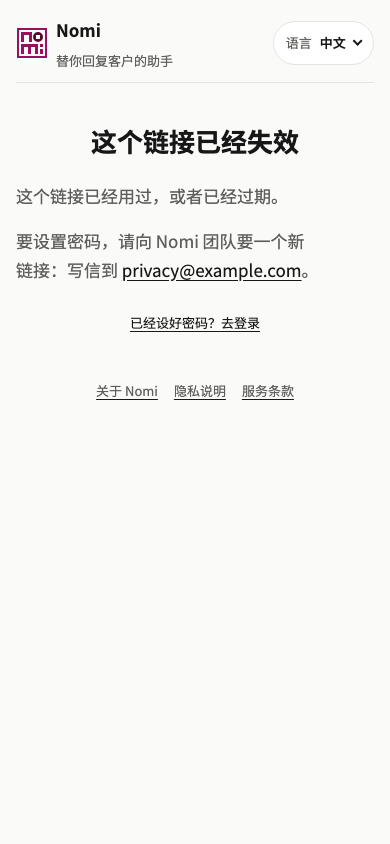 Nomi
替你回复客户的助手
语言 中文
这个链接已经失效
这个链接已经用过，或者已经过期。
要设置密码，请向 Nomi 团队要一个新
链接：写信到 privacy@example.com。
已经设好密码？去登录
关于 Nomi 隐私说明 服务条款